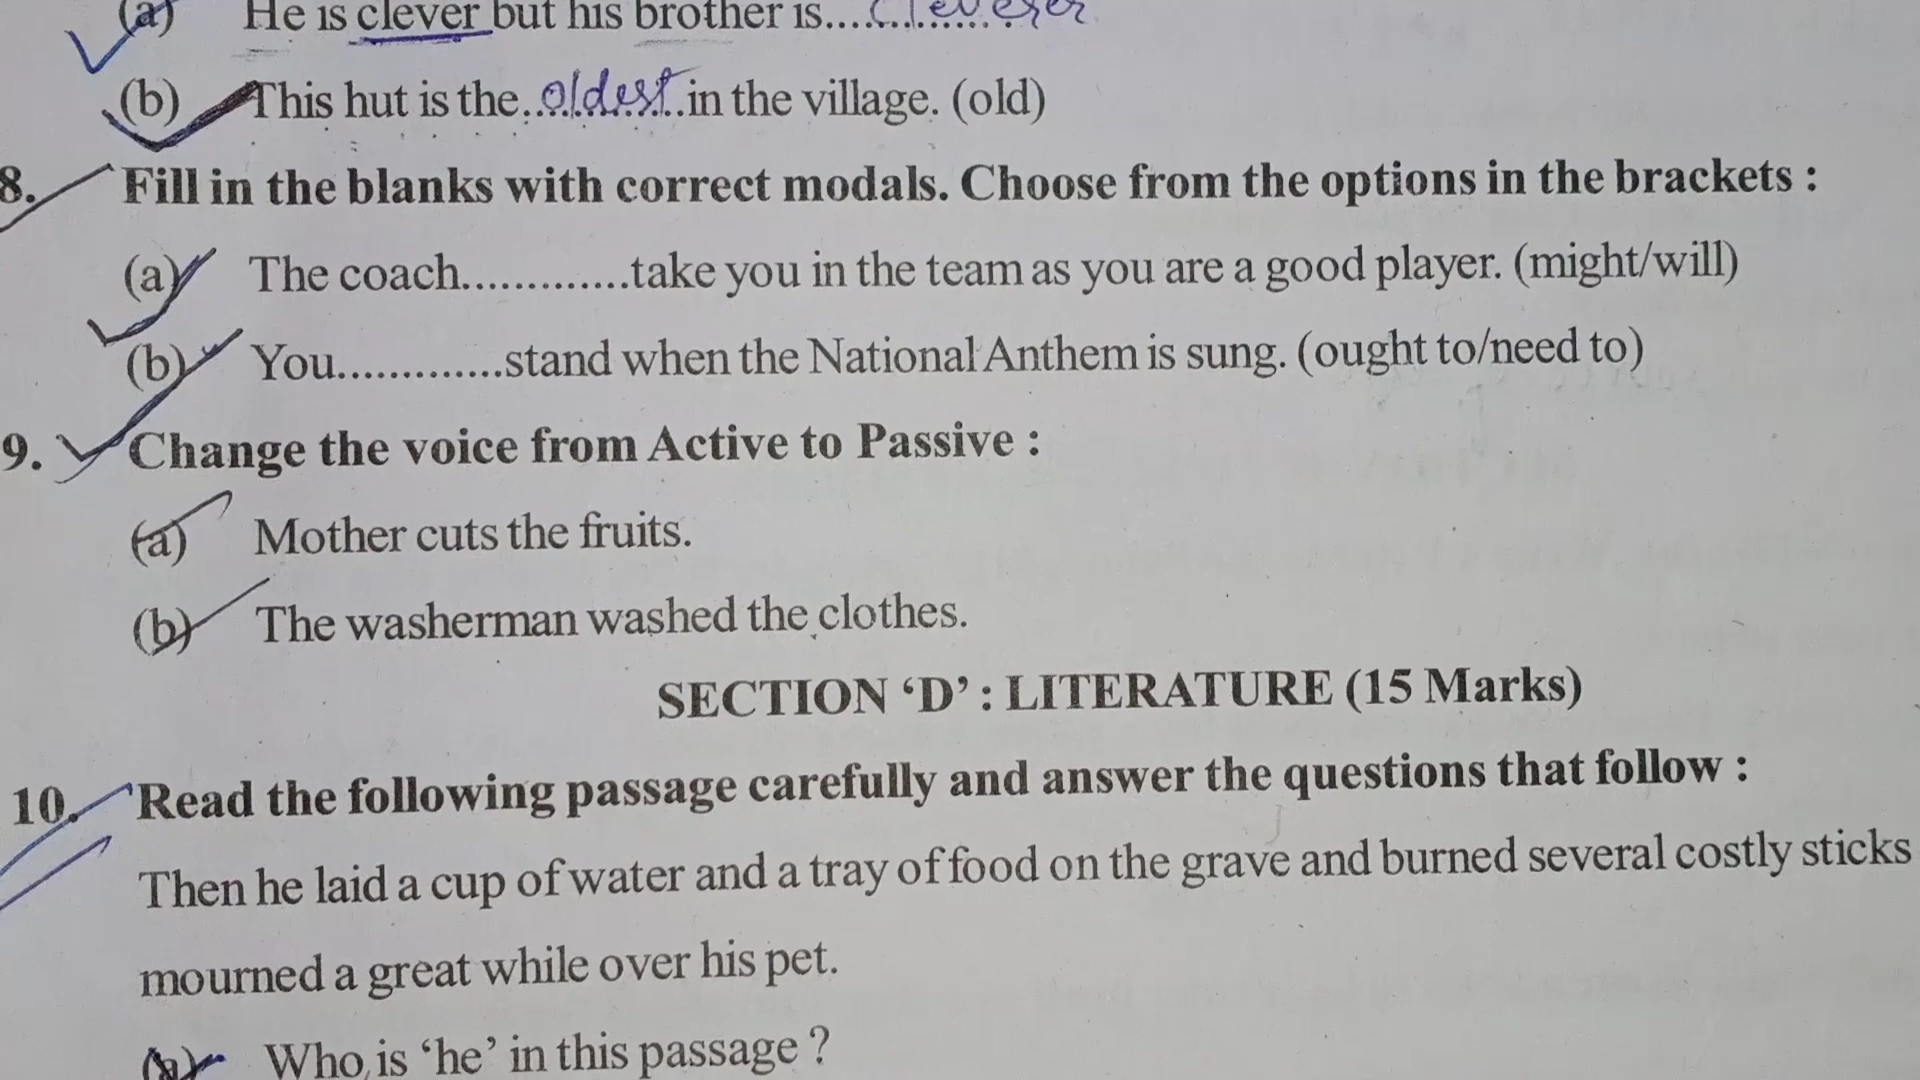 (a) He is clever but his brother is....cleverer
(b) This hut is the..oldest..in the village. (old)
8. Fill in the blanks with correct modals. Choose from the options in the brackets :
(a) The coach.............take you in the team as you are a good player. (might/will)
(b) You.............stand when the National Anthem is sung. (ought to/need to)
9. Change the voice from Active to Passive :
(a) Mother cuts the fruits.
(b) The washerman washed the clothes.
SECTION ‘D’ : LITERATURE (15 Marks)
10. Read the following passage carefully and answer the questions that follow :
Then he laid a cup of water and a tray of food on the grave and burned several costly sticks
mourned a great while over his pet.
(a) Who is ‘he’ in this passage ?